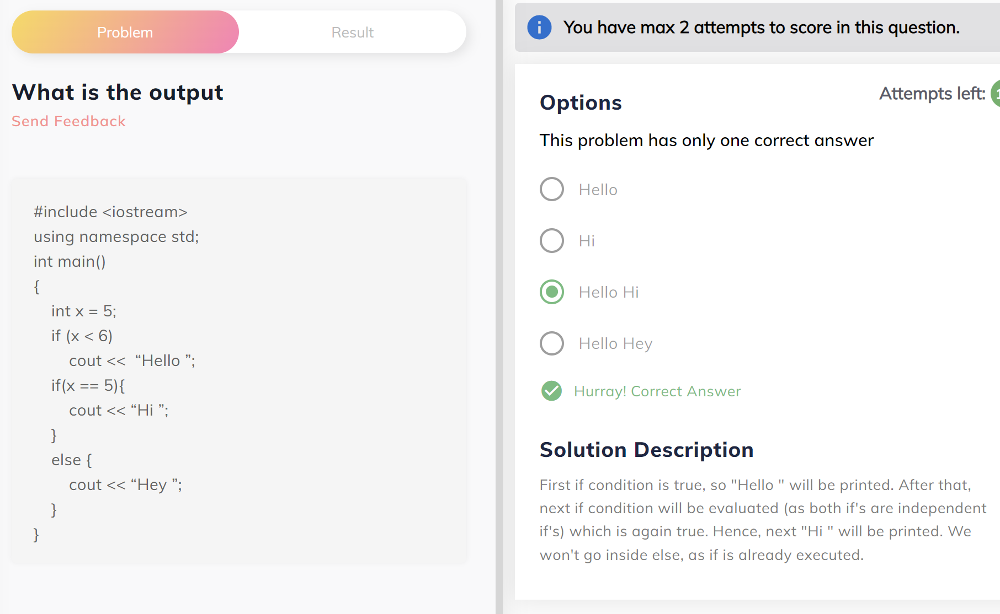 Problem
Result
What is the output
Send Feedback
#include <iostream>
using namespace std;
int main()
{
int x = 5;
if (x < 6)
cout <<  “Hello ”;
if(x == 5){
cout << “Hi ”;
}
else {
cout << “Hey ”;
}
}
You have max 2 attempts to score in this question.
Attempts left:
Options
This problem has only one correct answer
Hello
Hi
Hello Hi
Hello Hey
Hurray! Correct Answer
Solution Description
First if condition is true, so "Hello " will be printed. After that,
next if condition will be evaluated (as both if's are independent
if's) which is again true. Hence, next "Hi " will be printed. We
won't go inside else, as if is already executed.